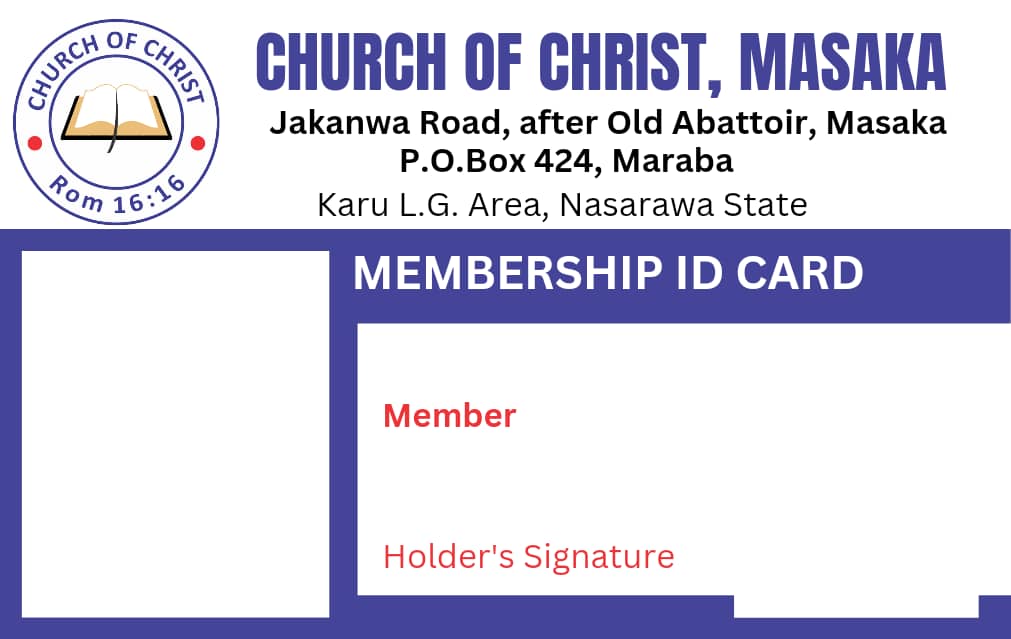 CHURCH OF CHRIST
Rom 16:16
CHURCH OF CHRIST, MASAKA
Jakanwa Road, after Old Abattoir, Masaka
P.O.Box 424, Maraba
Karu L.G. Area, Nasarawa State
MEMBERSHIP ID CARD
Member
Holder's Signature